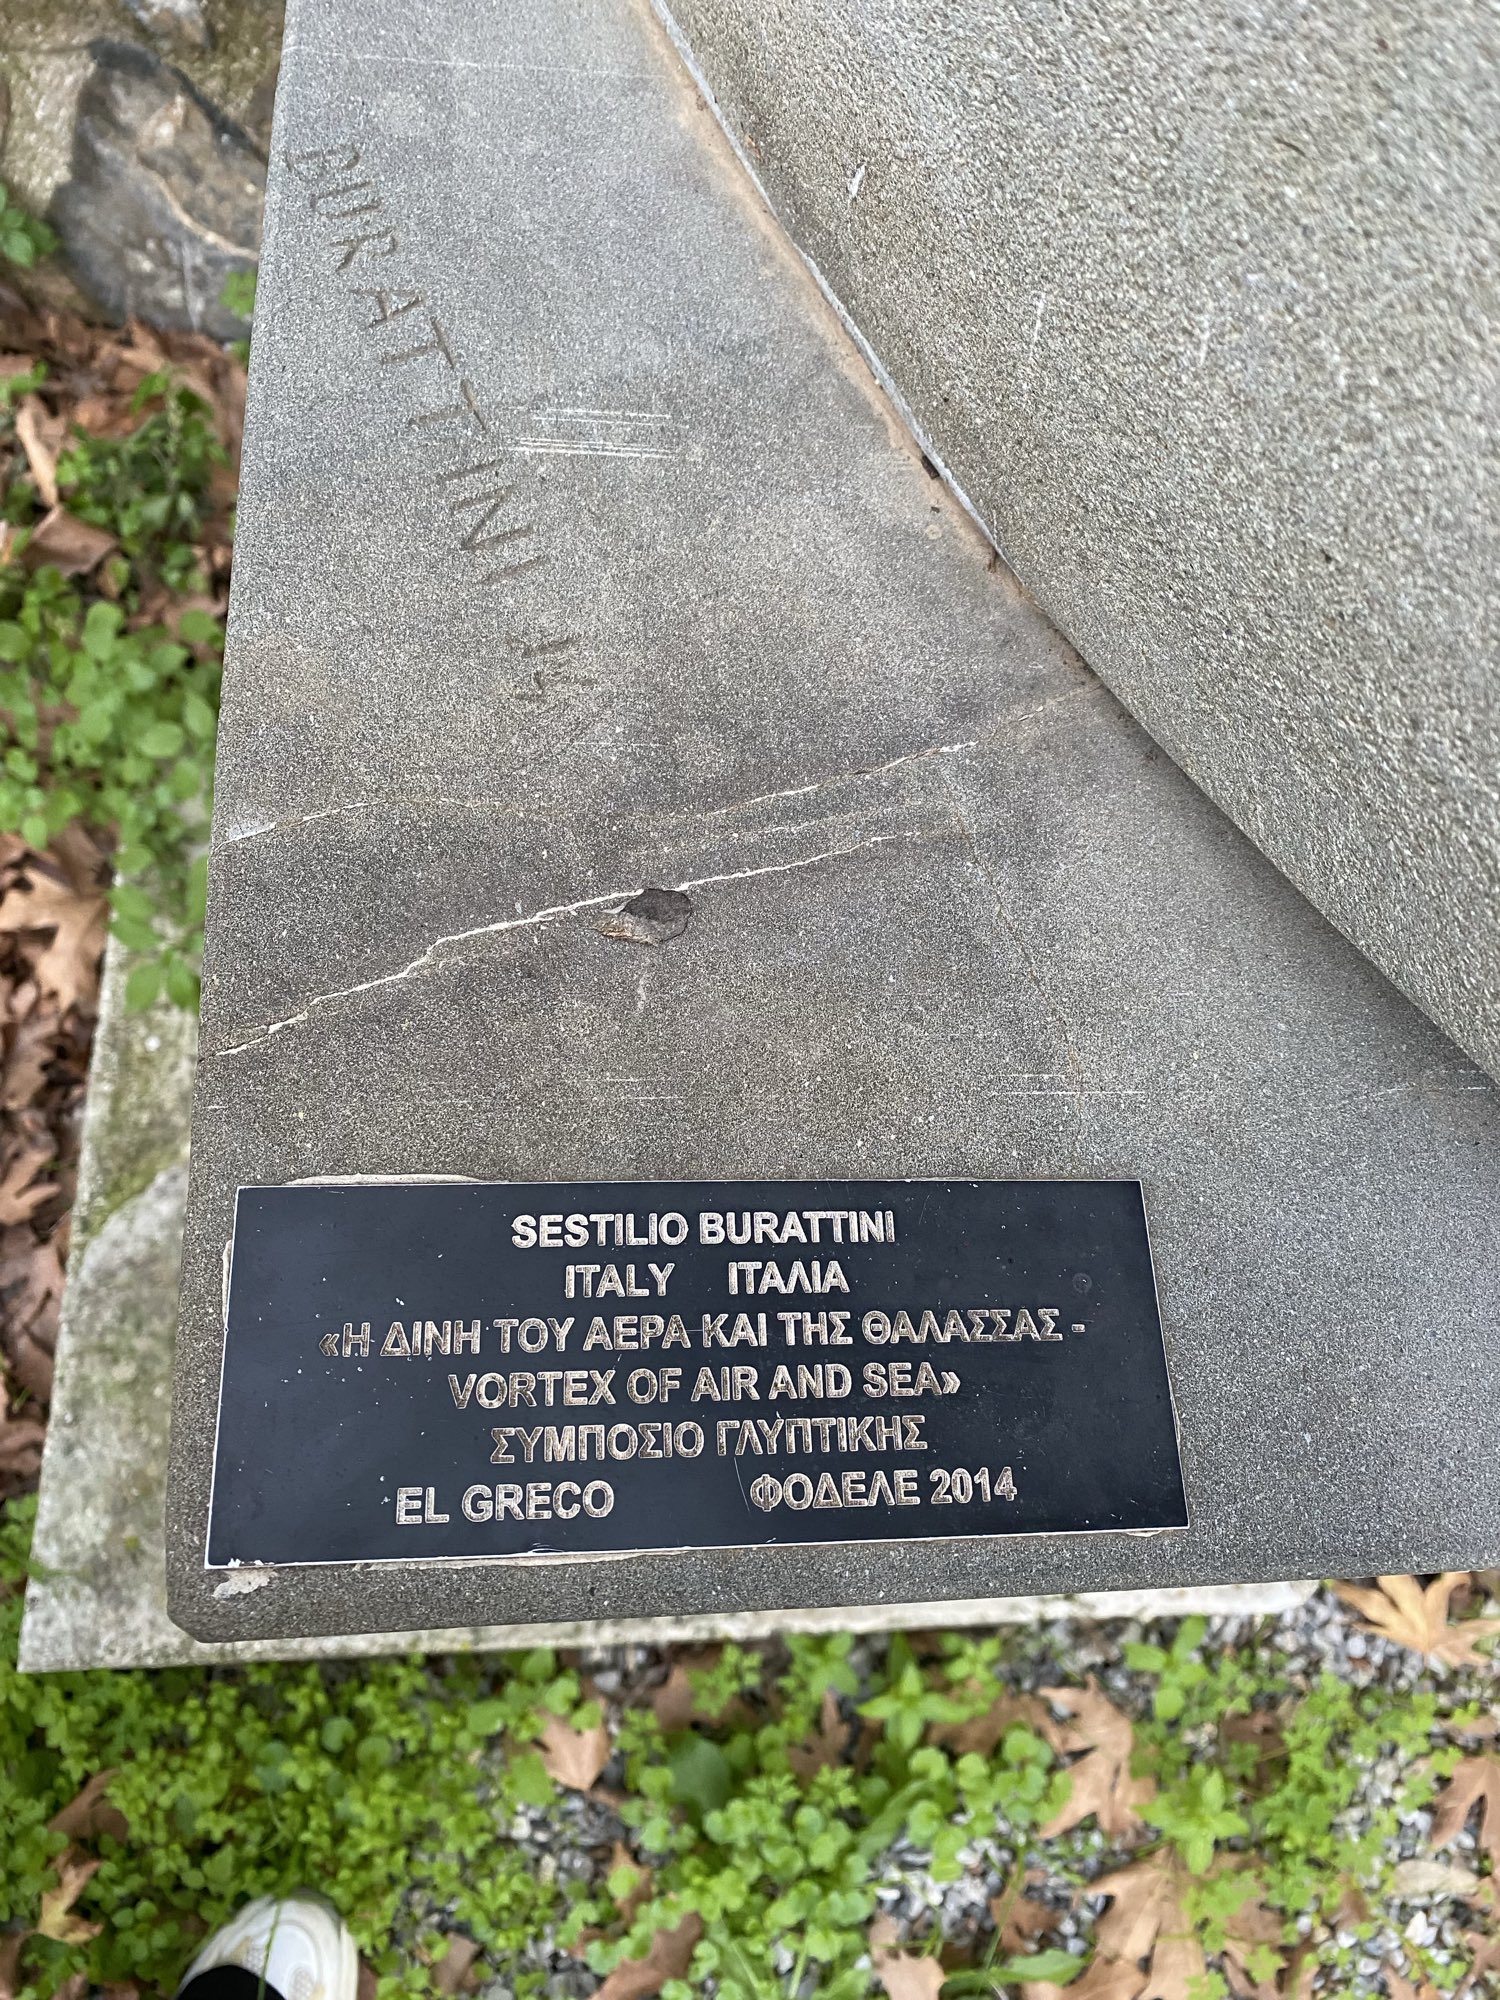 BURATTINI
SESTILIO BURATTINI
ITALY ΙΤΑΛΙΑ
«Η ΔΙΝΗ ΤΟΥ ΑΕΡΑ ΚΑΙ ΤΗΣ ΘΑΛΑΣΣΑΣ -
VORTEX OF AIR AND SEA»
ΣΥΜΠΟΣΙΟ ΓΛΥΠΤΙΚΗΣ
EL GRECO ΦΟΔΕΛΕ 2014